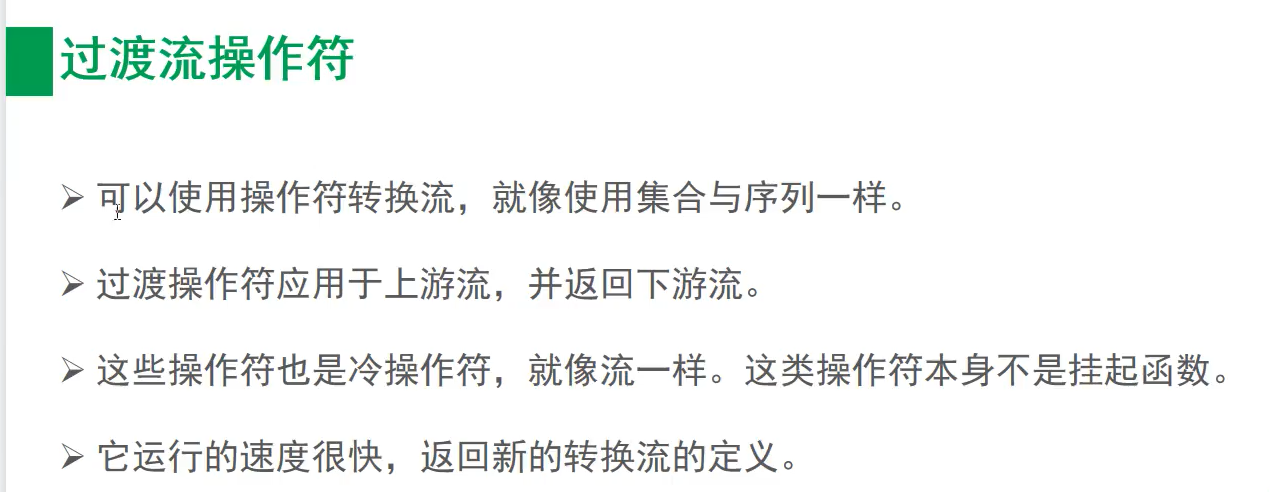 过渡流操作符
可以使用操作符转换流，就像使用集合与序列一样。
过渡操作符应用于上游流，并返回下游流。
这些操作符也是冷操作符，就像流一样。这类操作符本身不是挂起函数。
它运行的速度很快，返回新的转换流的定义。